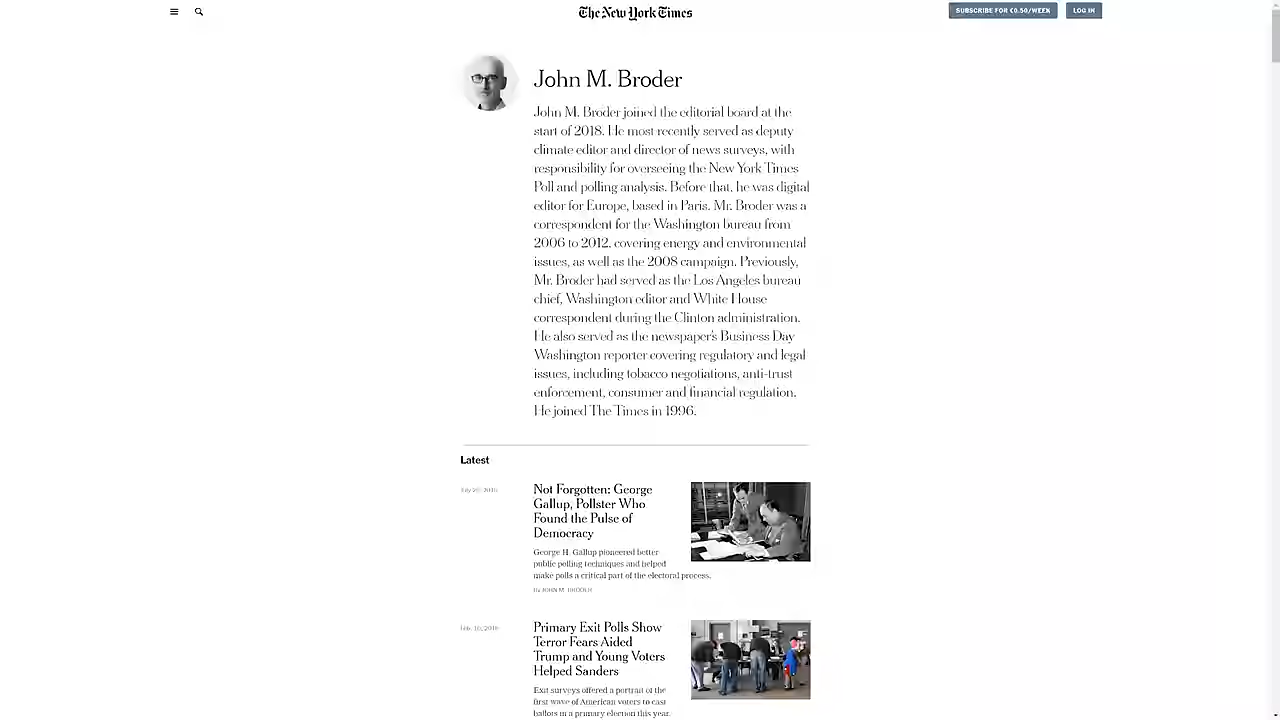 The New York Times
SUBSCRIBE FOR €0.50/WEEK
LOG IN
John M. Broder
John M. Broder joined the editorial board at the
start of 2018. He most recently served as deputy
climate editor and director of news surveys, with
responsibility for overseeing the New York Times
Poll and polling analysis. Before that, he was digital
editor for Europe, based in Paris. Mr. Broder was a
correspondent for the Washington bureau from
2006 to 2012, covering energy and environmental
issues, as well as the 2008 campaign. Previously,
Mr. Broder had served as the Los Angeles bureau
chief, Washington editor and White House
correspondent during the Clinton administration.
He also served as the newspaper's Business Day
Washington reporter covering regulatory and legal
issues, including tobacco negotiations, anti-trust
enforcement, consumer and financial regulation.
He joined The Times in 1996.
Latest
Not Forgotten: George
Gallup, Pollster Who
Found the Pulse of
Democracy
George H. Gallup pioneered better
public polling techniques and helped
make polls a critical part of the electoral process.
By JOHN M. BRODER
Primary Exit Polls Show
Terror Fears Aided
Trump and Young Voters
Helped Sanders
Exit surveys offered a portrait of the
first wave of American voters to cast
ballots in a primary election this year.